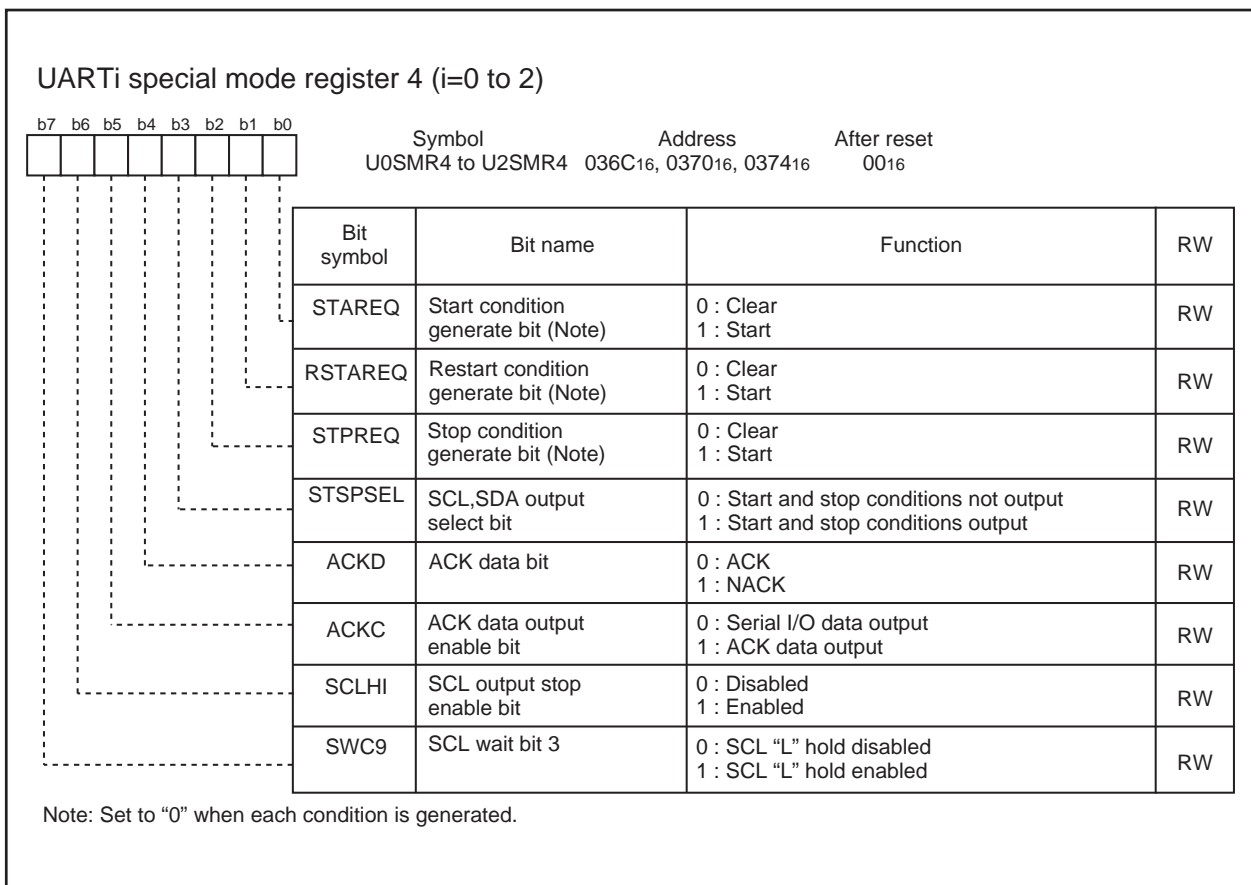 UARTi special mode register 4 (i=0 to 2)
b7 b6 b5 b4 b3 b2 b1 b0
Symbol Address After reset
U0SMR4 to U2SMR4 036C16, 037016, 037416 0016
Bit symbol Bit name Function RW
STAREQ Start condition generate bit (Note) 0 : Clear
1 : Start
RW
RSTAREQ Restart condition generate bit (Note) 0 : Clear
1 : Start
RW
STPREQ Stop condition generate bit (Note) 0 : Clear
1 : Start
RW
STSPSEL SCL,SDA output select bit 0 : Start and stop conditions not output
1 : Start and stop conditions output
RW
ACKD ACK data bit 0 : ACK
1 : NACK
RW
ACKC ACK data output enable bit 0 : Serial I/O data output
1 : ACK data output
RW
SCLHI SCL output stop enable bit 0 : Disabled
1 : Enabled
RW
SWC9 SCL wait bit 3 0 : SCL “L” hold disabled
1 : SCL “L” hold enabled
RW
Note: Set to “0” when each condition is generated.